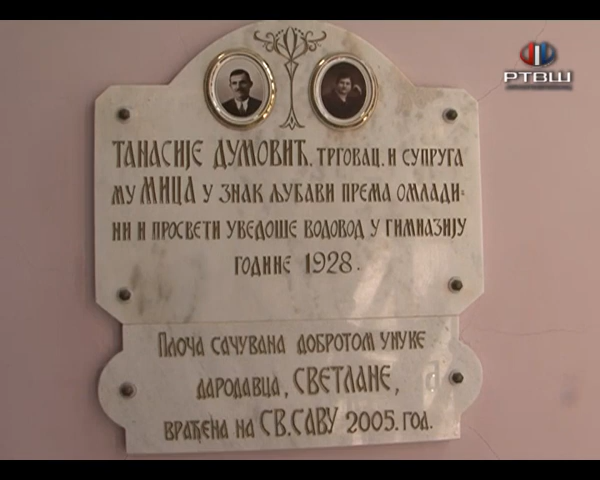 РТВШ
ТАНАСИЈЕ ДУМОВИЋ, ТРГОВАЦ. И СУПРУГА
МУ МИЦА У ЗНАК ЉУБАВИ ПРЕМА ОМЛАДИ-
НИ И ПРОСВЕТИ УВЕДОШЕ ВОДОВОД У ГИМНАЗИЈУ
ГОДИНЕ 1928.
ПЛОЧА САЧУВАНА ДОБРОТОМ УНУКЕ
ДАРОДАВЦА, СВЕТЛАНЕ,
ВРАЂЕНА НА СВ.САВУ 2005. ГОД.